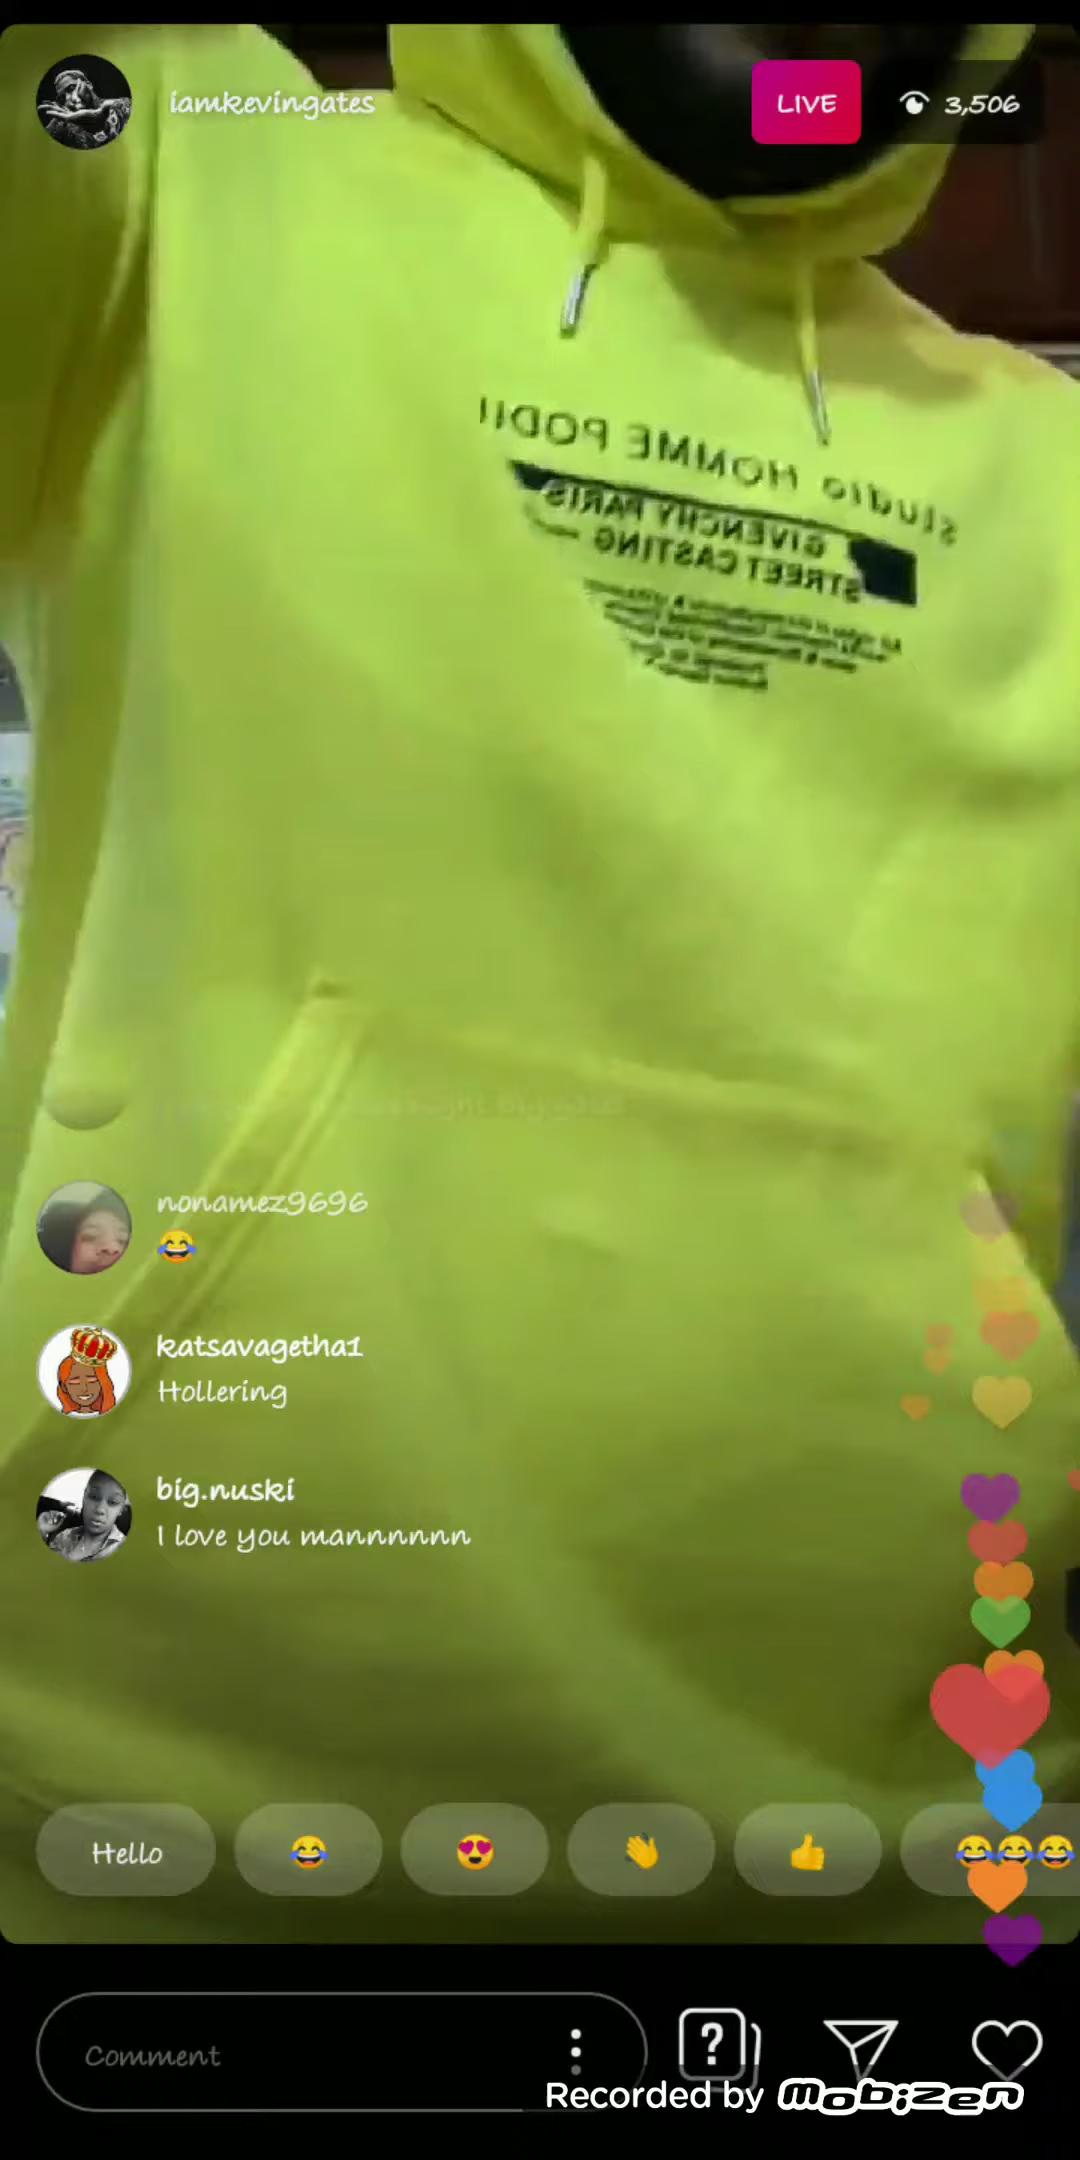 iamkevingates
LIVE
3,506
studio HOMME PODIU
GIVENCHY PARIS
STREET CASTING
nonamez9696
😂
katsavagetha1
Hollering
big.nuski
I love you mannnnnn
Hello
😂
😍
👏
👍
😂😂😂
Comment
Recorded by mobizen